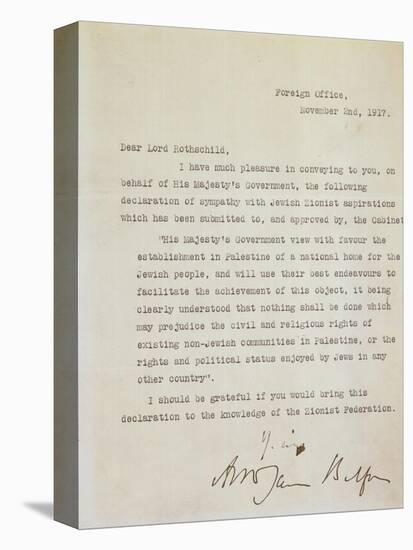 Foreign Office,
November 2nd, 1917.
Dear Lord Rothschild,
I have much pleasure in conveying to you, on
behalf of His Majesty's Government, the following
declaration of sympathy with Jewish Zionist aspirations
which has been submitted to, and approved by, the Cabinet
"His Majesty's Government view with favour the
establishment in Palestine of a national home for the
Jewish people, and will use their best endeavours to
facilitate the achievement of this object, it being
clearly understood that nothing shall be done which
may prejudice the civil and religious rights of
existing non-Jewish communities in Palestine, or the
rights and political status enjoyed by Jews in any
other country".
I should be grateful if you would bring this
declaration to the knowledge of the Zionist Federation.
Arthur James Balfour